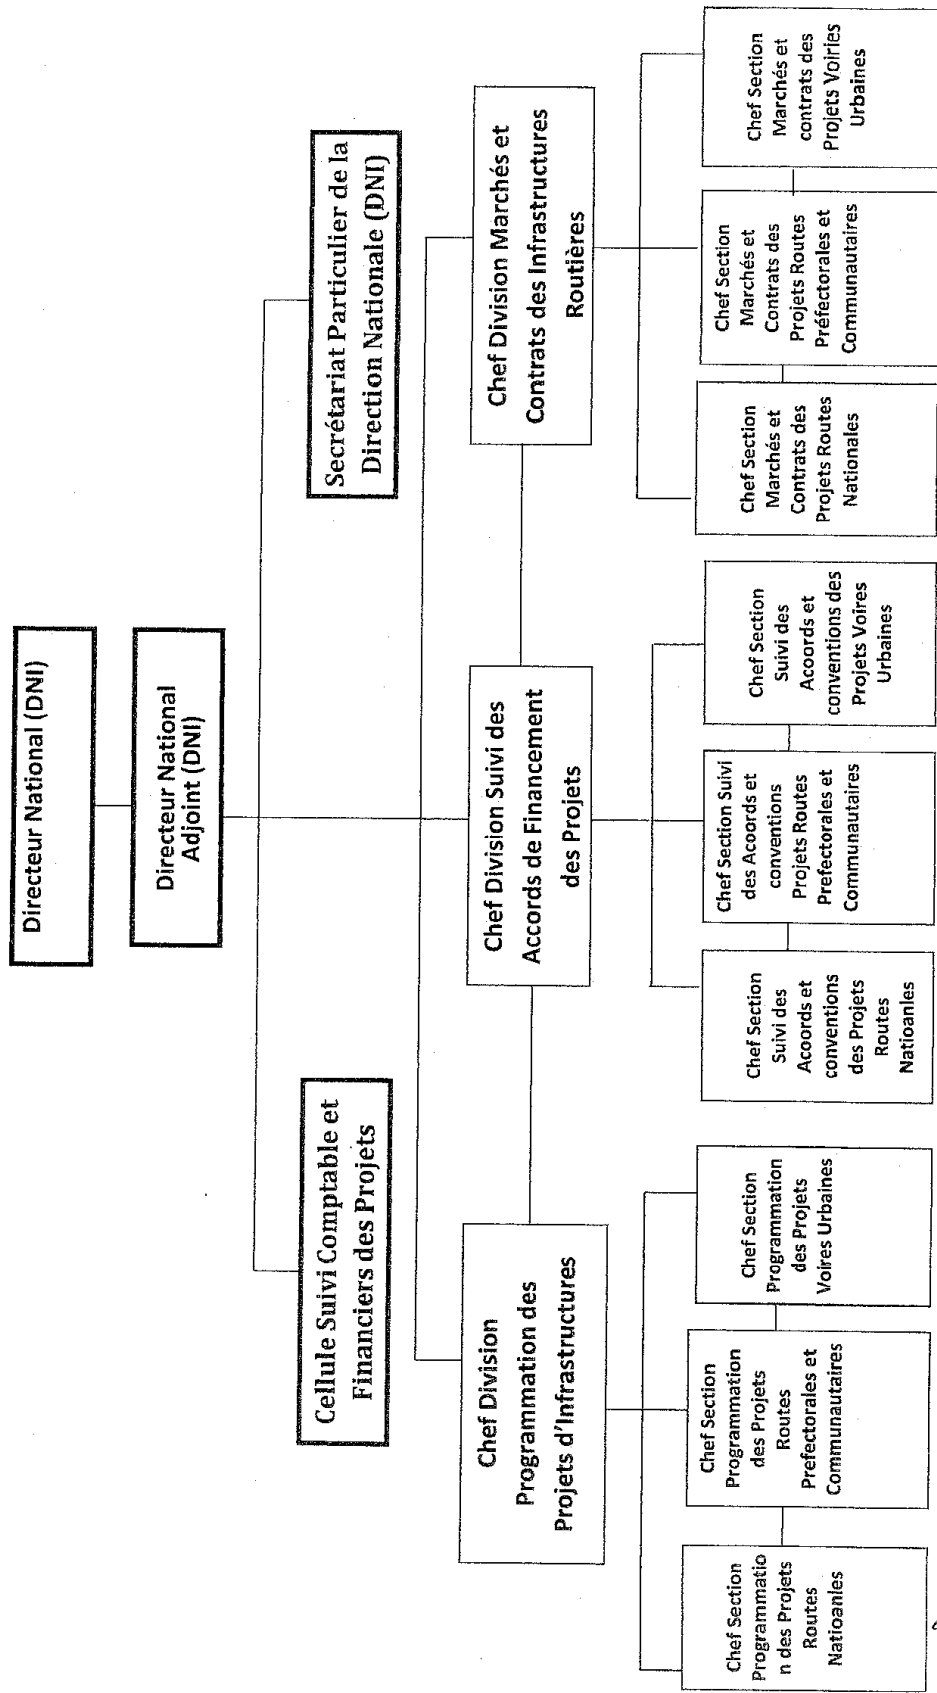 Directeur National (DNI)
Directeur National
Adjoint (DNI)
Cellule Suivi Comptable et
Financiers des Projets
Secrétariat Particulier de la
Direction Nationale (DNI)
Chef Division
Programmation des
Projets d'Infrastructures
Chef Division Suivi des
Accords de Financement
des Projets
Chef Division Marchés et
Contrats des Infrastructures
Routières
Chef Section
Programmatio
n des Projets
Routes
Natioanles
Chef Section
Programmation
des Projets
Routes
Prefectorales et
Communautaires
Chef Section
Programmation
des Projets
Voires Urbaines
Chef Section
Suivi des
Acoords et
conventions
des Projets
Routes
Natioanles
Chef Section Suivi
des Acoords et
conventions
Projets Routes
Prefectorales et
Communautaires
Chef Section
Suivi des
Acoords et
conventions des
Projets Voires
Urbaines
Chef Section
Marchés et
Contrats des
Projets Routes
Nationales
Chef Section
Marchés et
Contrats des
Projets Routes
Préfectorales et
Communautaires
Chef Section
Marchés et
contrats des
Projets Voiries
Urbaines